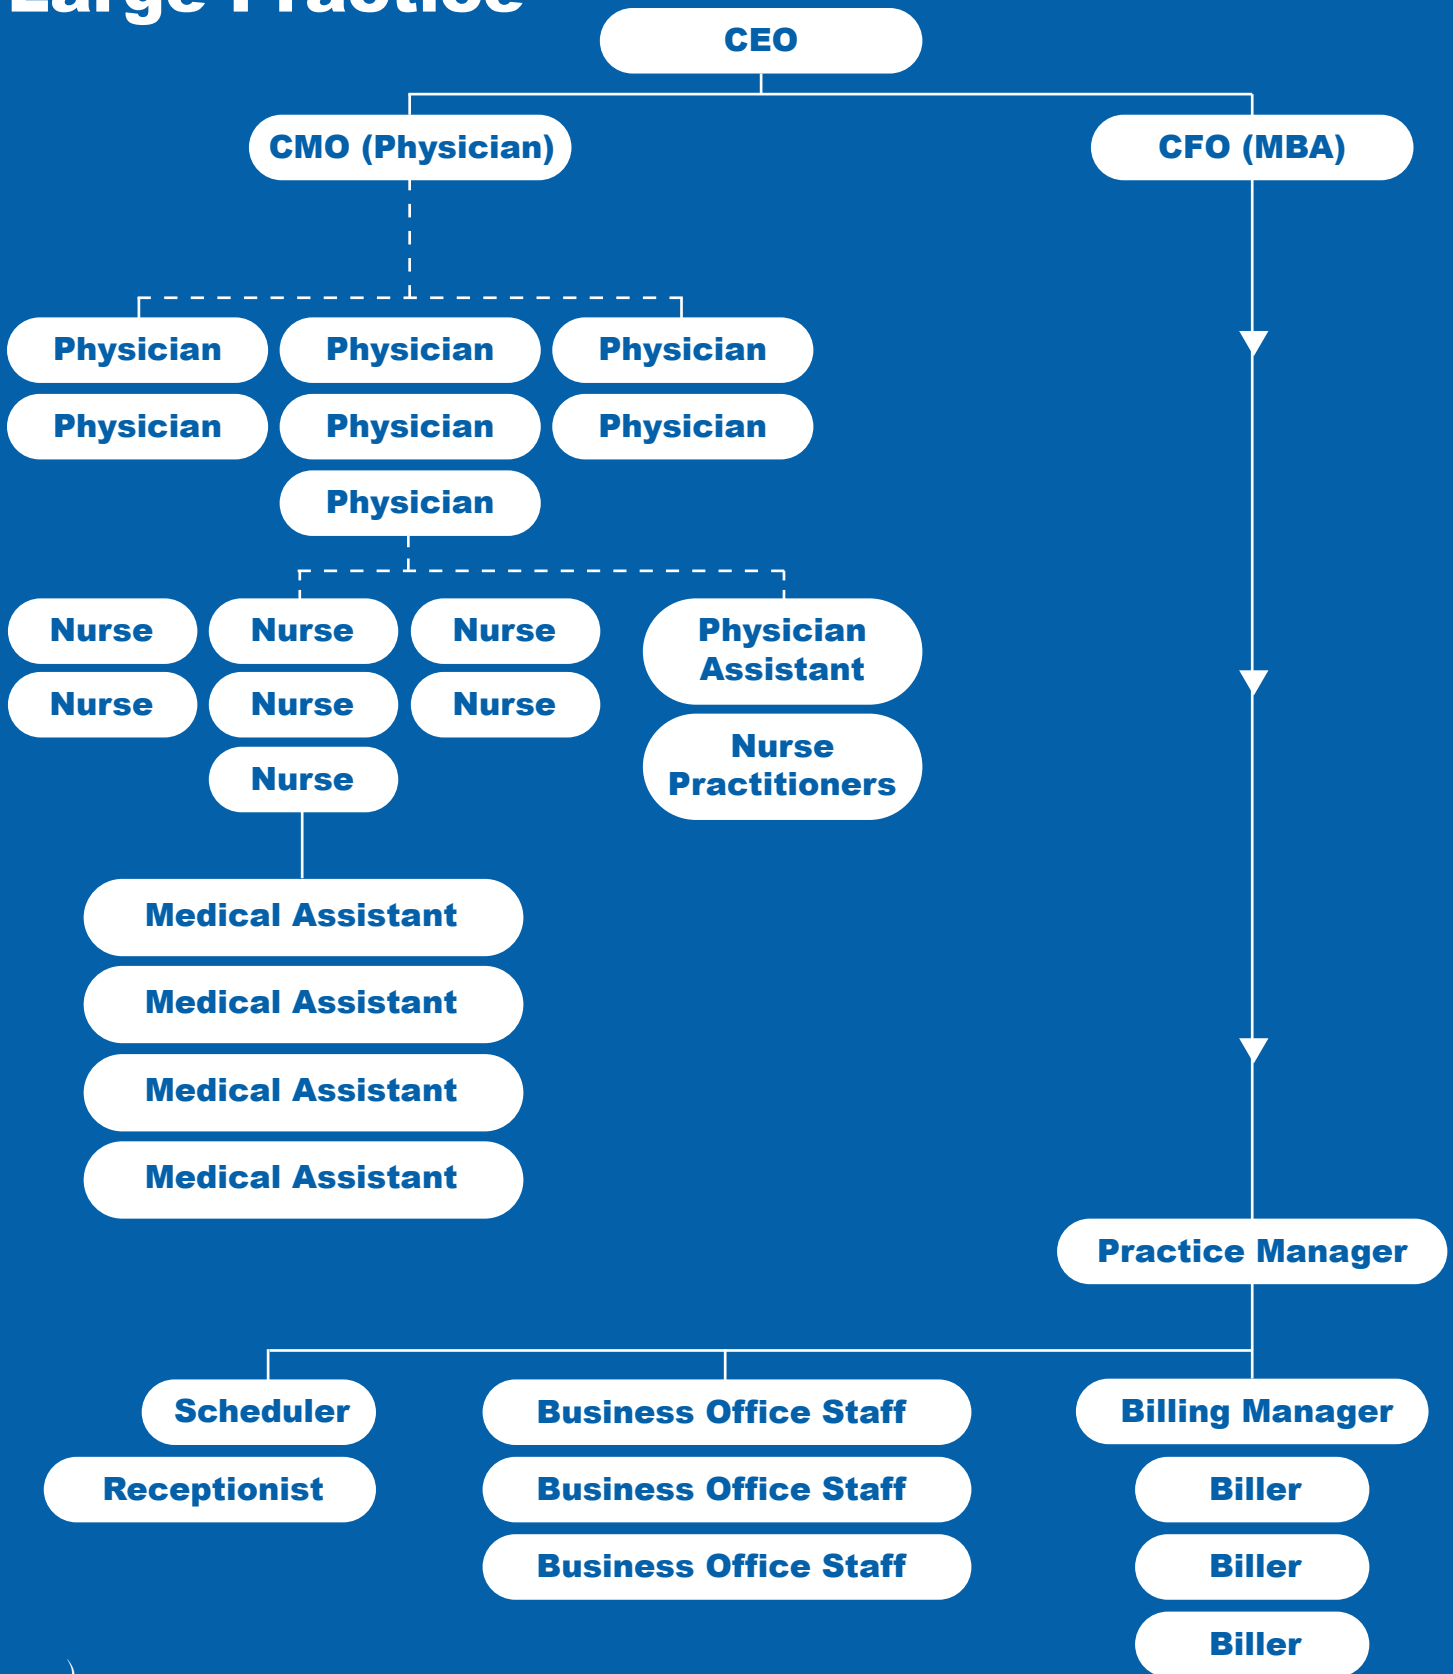 Large Practice
CEO
CMO (Physician)
CFO (MBA)
Physician
Physician
Physician
Physician
Physician
Physician
Physician
Nurse
Nurse
Nurse
Physician
Assistant
Nurse
Nurse
Nurse
Nurse
Practitioners
Nurse
Medical Assistant
Medical Assistant
Medical Assistant
Medical Assistant
Practice Manager
Scheduler
Business Office Staff
Billing Manager
Receptionist
Business Office Staff
Biller
Business Office Staff
Biller
Biller